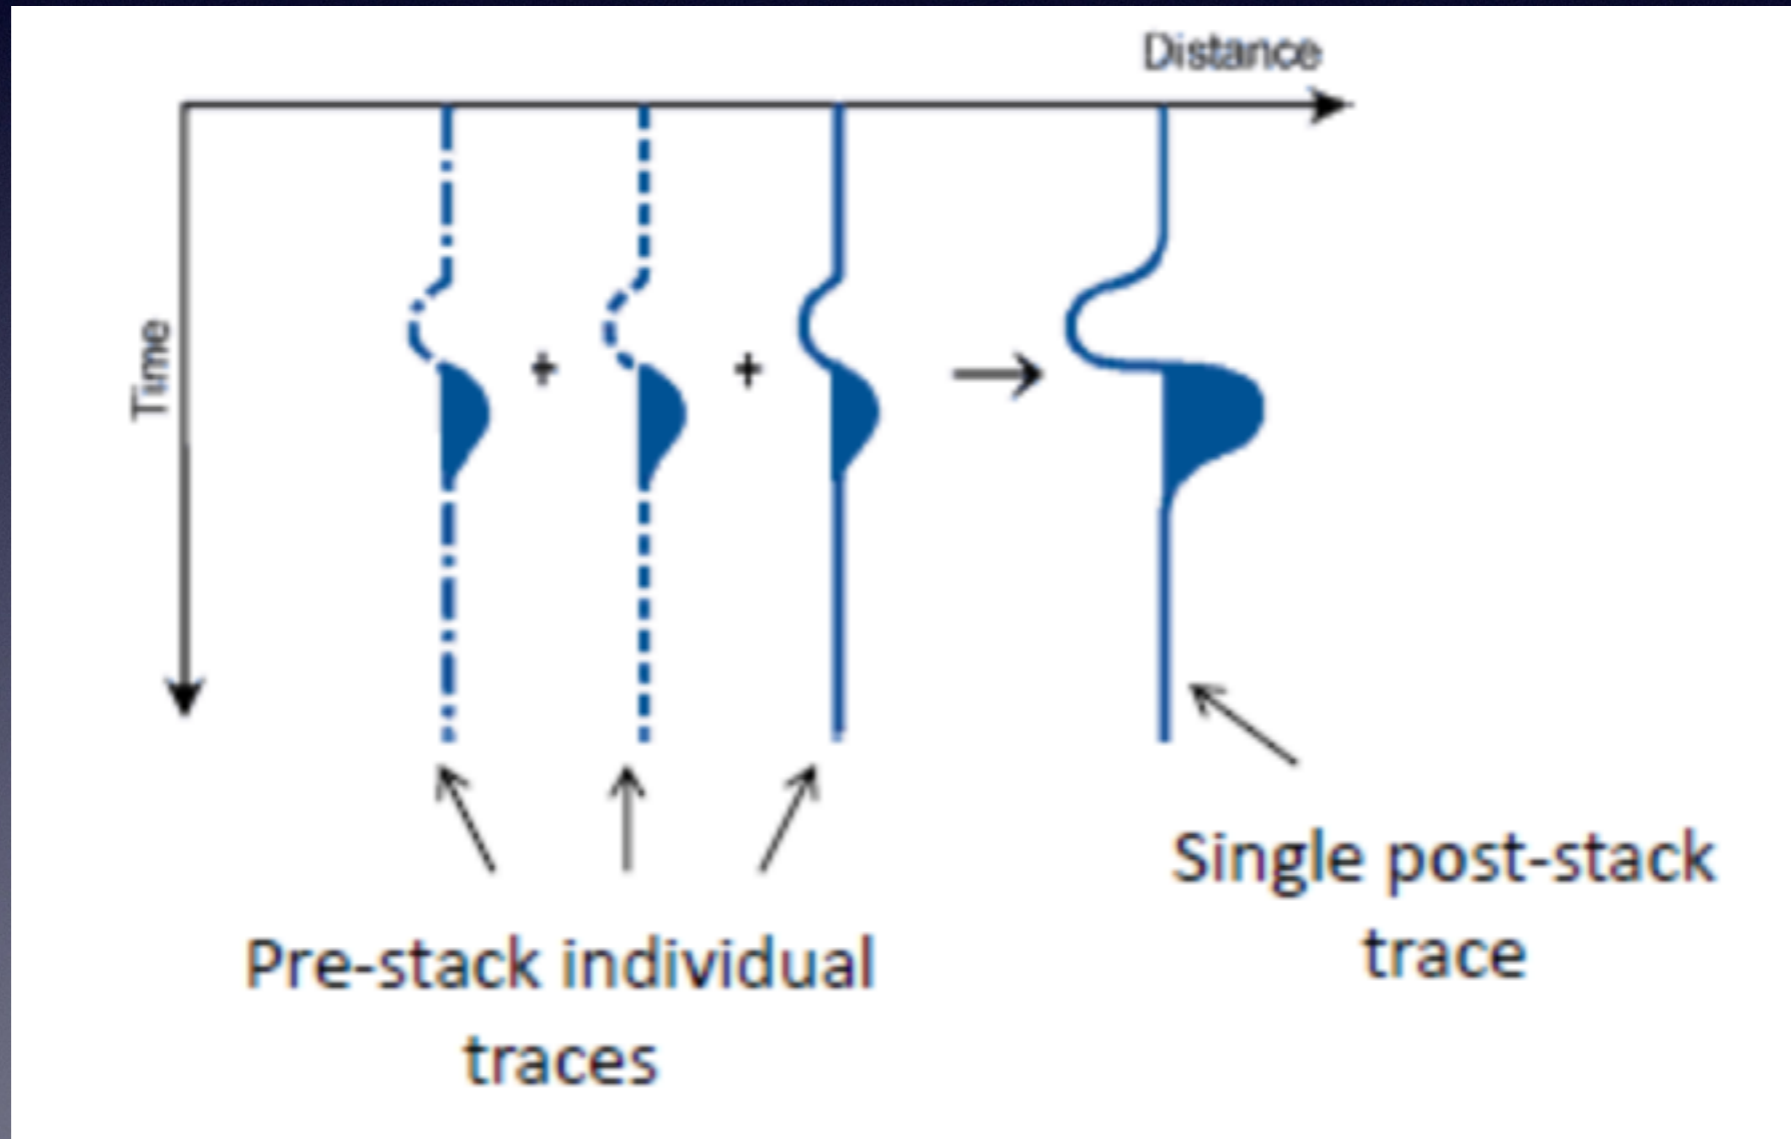 Distance
Time
+
+
Single post-stack
trace
Pre-stack individual
traces